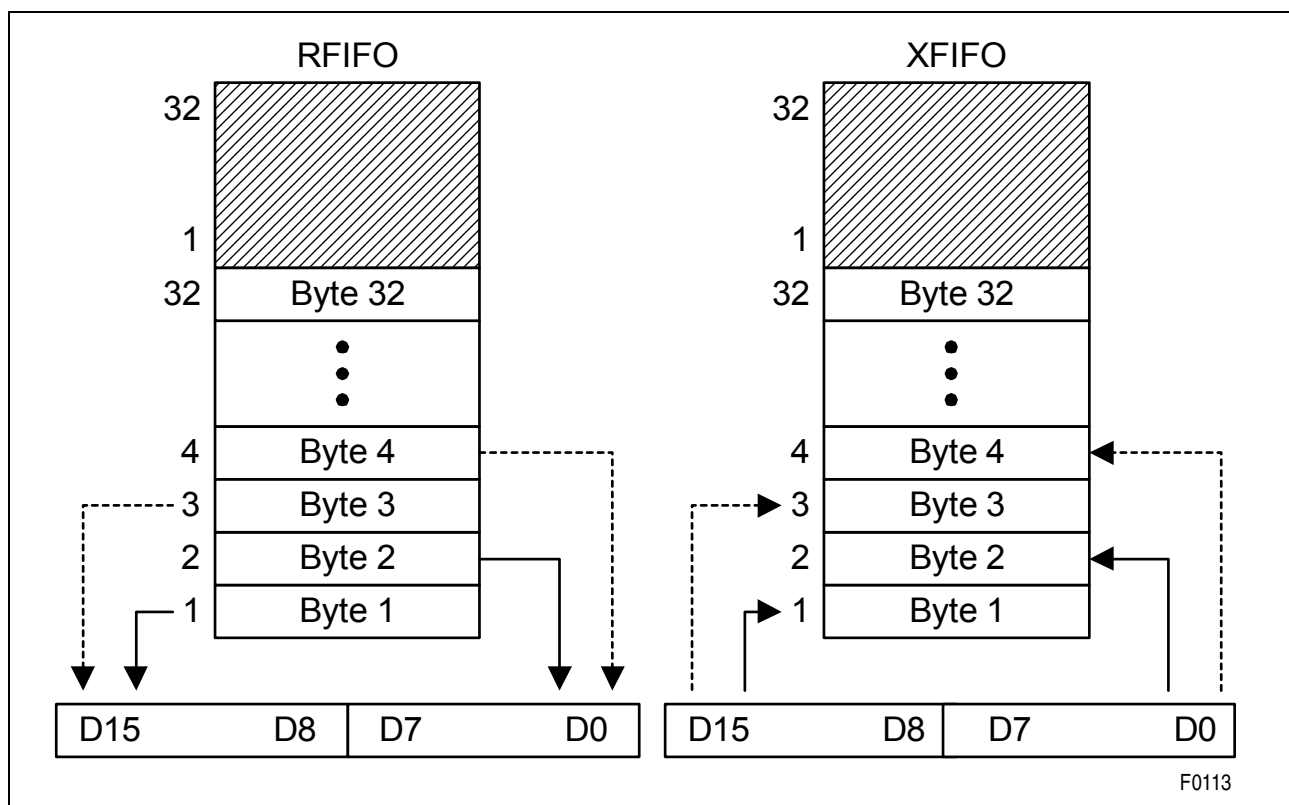 RFIFO XFIFO
32 32
1 1
32 Byte 32 32 Byte 32
4 Byte 4 4 Byte 4
3 Byte 3 3 Byte 3
2 Byte 2 2 Byte 2
1 Byte 1 1 Byte 1
D15 D8 D7 D0 D15 D8 D7 D0
F0113